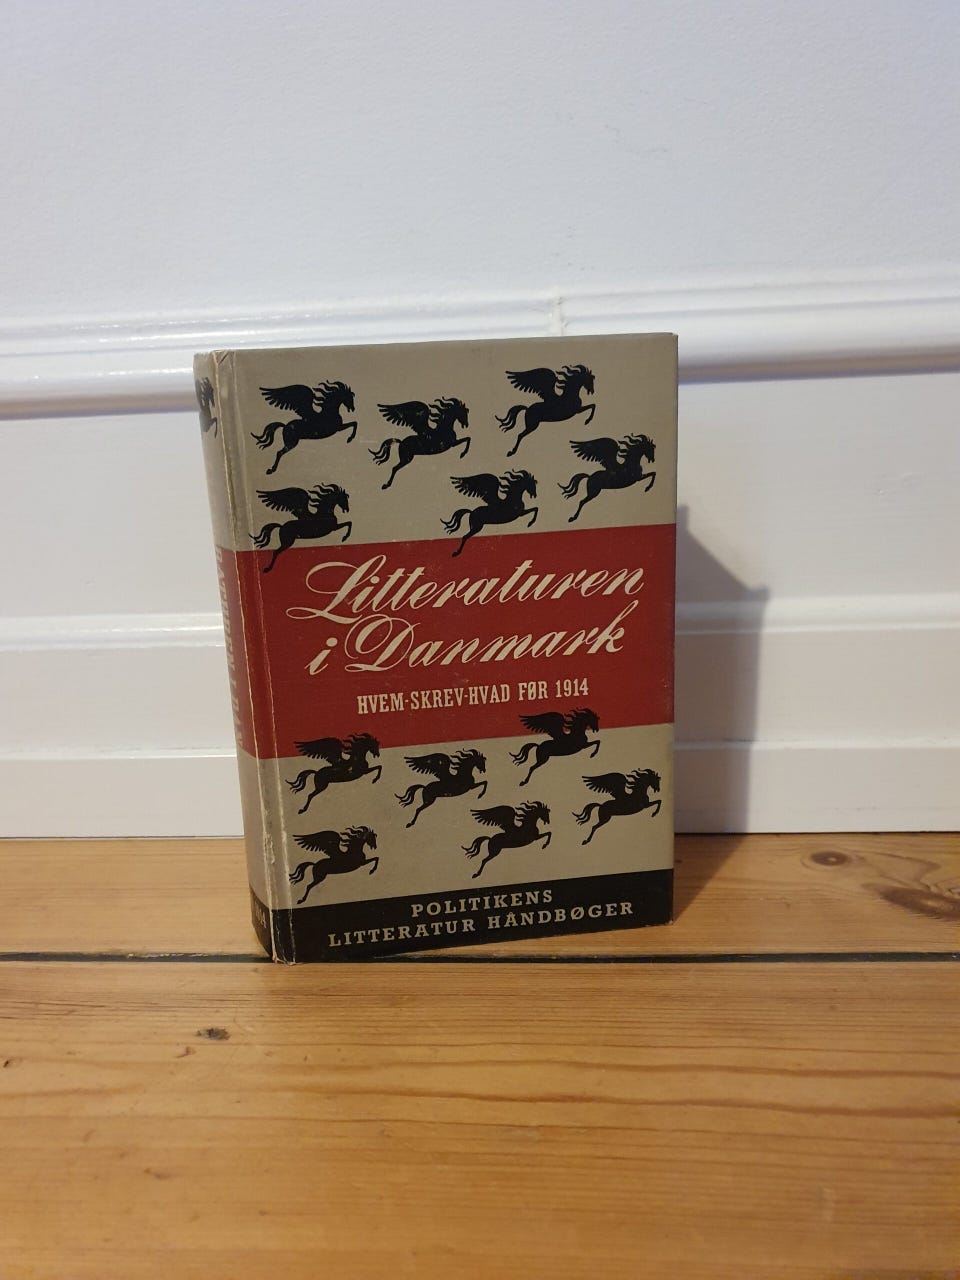 Litteraturen
i Danmark
HVEM-SKREV-HVAD FØR 1914
POLITIKENS
LITTERATUR HÅNDBØGER